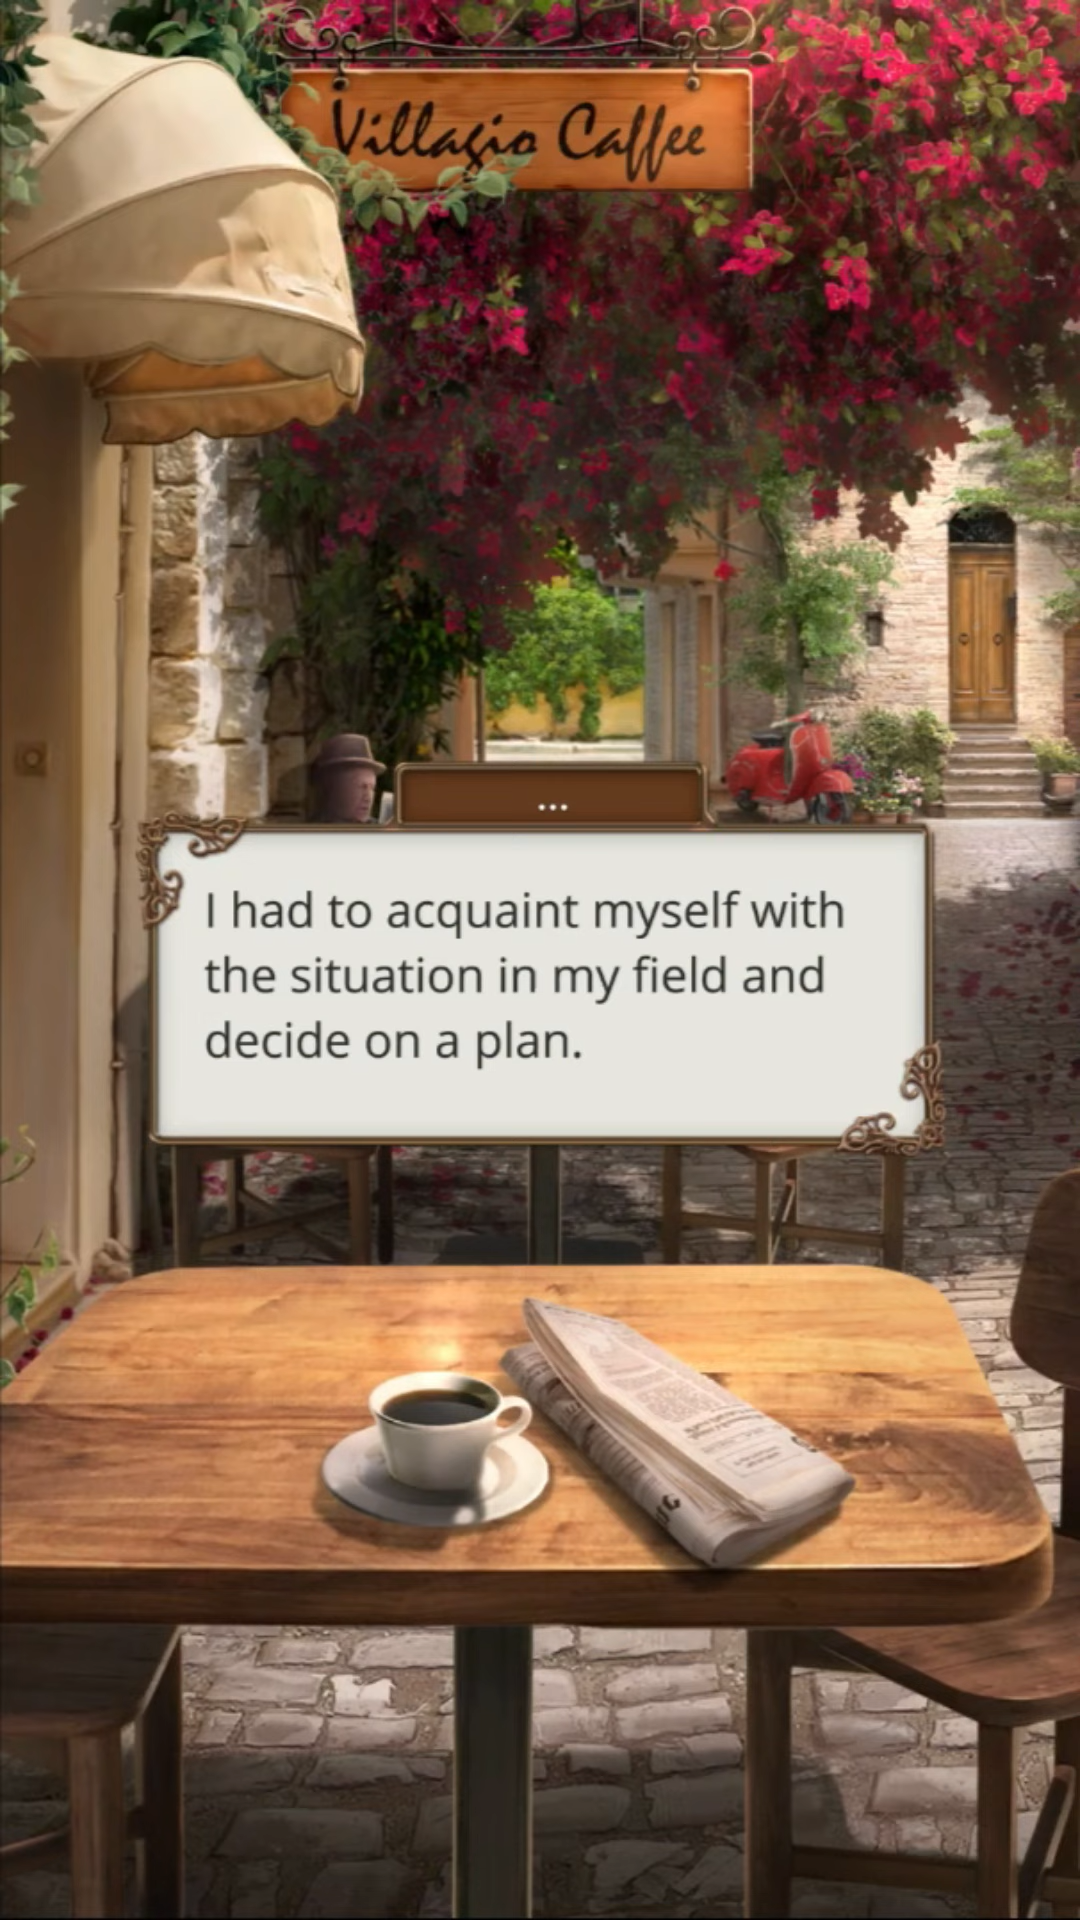 Villagio Caffee
...
I had to acquaint myself with
the situation in my field and
decide on a plan.